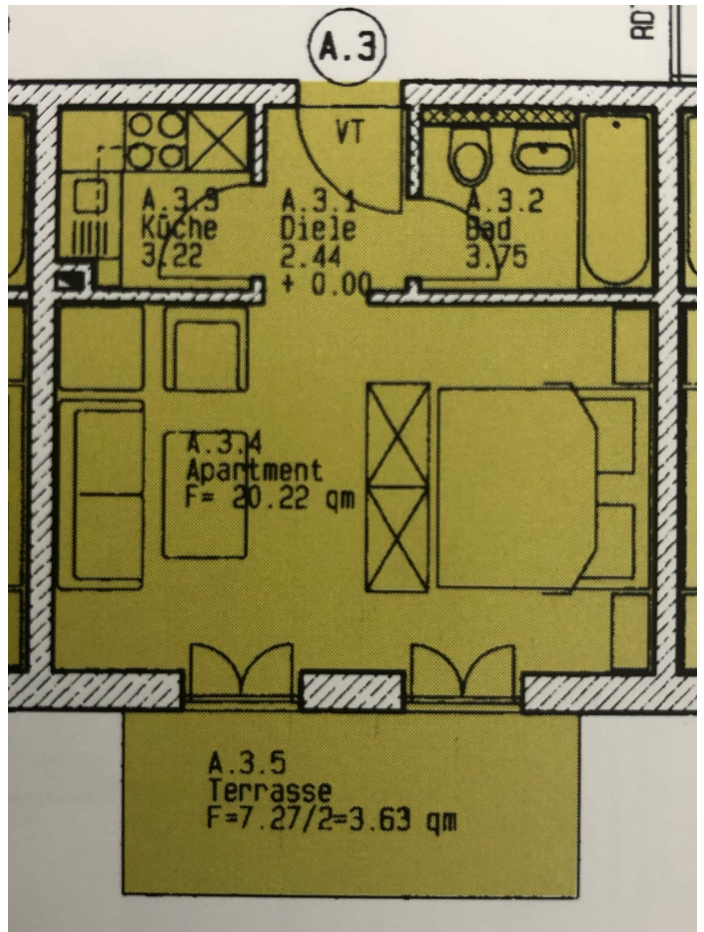 A.3
RD
VT
A.3.3
Küche
3.22
A.3.1
Diele
2.44
+ 0.00
A.3.2
Bad
3.75
A.3.4
Apartment
F= 20.22 qm
A.3.5
Terrasse
F=7.27/2=3.63 qm